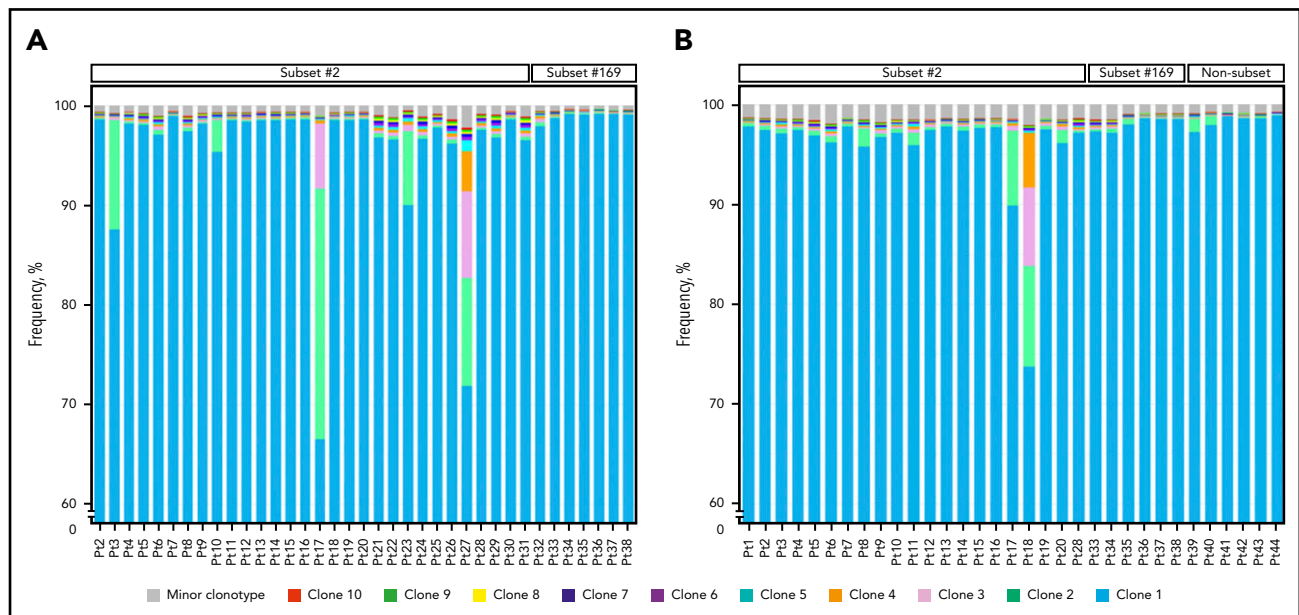 A
Subset #2
Subset #169
Frequency, %
100
90
80
70
60
0
Pt2
Pt3
Pt4
Pt5
Pt6
Pt7
Pt8
Pt9
Pt10
Pt11
Pt12
Pt13
Pt14
Pt15
Pt16
Pt17
Pt18
Pt19
Pt20
Pt21
Pt22
Pt23
Pt24
Pt25
Pt26
Pt27
Pt28
Pt29
Pt30
Pt31
Pt32
Pt33
Pt34
Pt35
Pt36
Pt37
Pt38
B
Subset #2
Subset #169
Non-subset
Frequency, %
100
90
80
70
60
0
Pt1
Pt2
Pt3
Pt4
Pt5
Pt6
Pt7
Pt8
Pt9
Pt10
Pt11
Pt12
Pt13
Pt14
Pt15
Pt16
Pt17
Pt18
Pt19
Pt20
Pt28
Pt33
Pt34
Pt35
Pt36
Pt37
Pt38
Pt39
Pt40
Pt41
Pt42
Pt43
Pt44
Minor clonotype
Clone 10
Clone 9
Clone 8
Clone 7
Clone 6
Clone 5
Clone 4
Clone 3
Clone 2
Clone 1